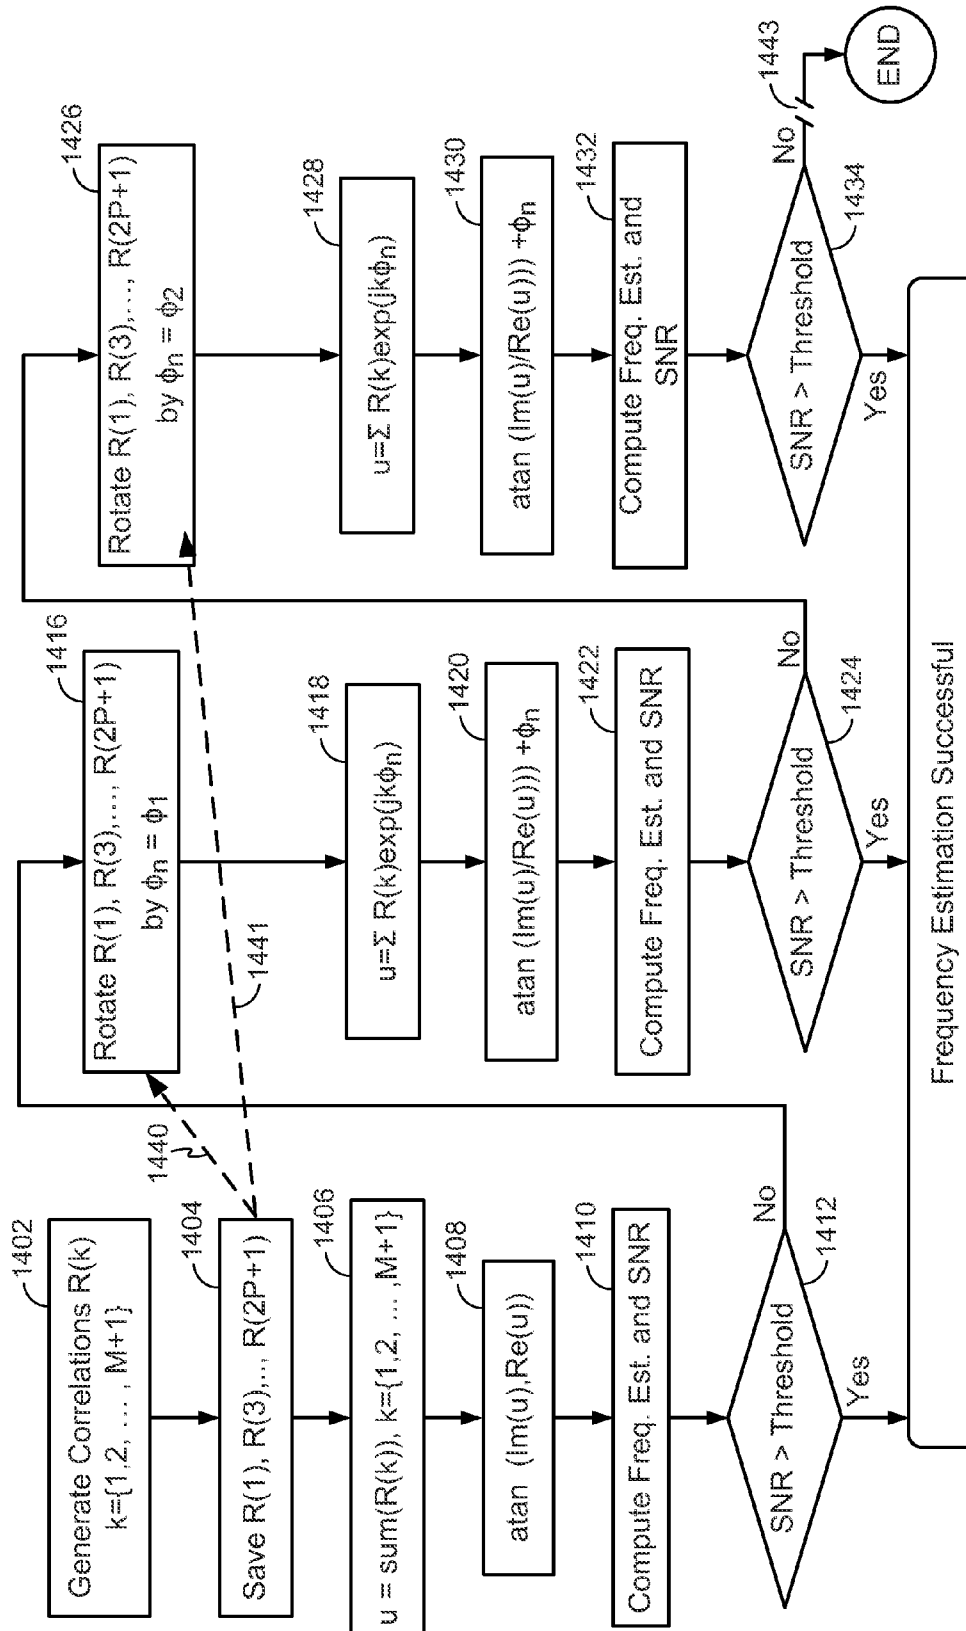 1402
Generate Correlations R(k)
k={1,2, ... , M+1}
1404
Save R(1), R(3),..., R(2P+1)
1406
u = sum(R(k)), k={1,2, ... ,M+1}
1408
atan (Im(u),Re(u))
1410
Compute Freq. Est. and SNR
SNR > Threshold
1412
No
Yes
1440
1441
1416
Rotate R(1), R(3),..., R(2P+1)
by ϕn = ϕ1
1418
u=Σ R(k)exp(jkϕn)
1420
atan (Im(u)/Re(u))) +ϕn
1422
Compute Freq. Est. and SNR
SNR > Threshold
1424
No
Yes
1426
Rotate R(1), R(3),..., R(2P+1)
by ϕn = ϕ2
1428
u=Σ R(k)exp(jkϕn)
1430
atan (Im(u)/Re(u))) +ϕn
1432
Compute Freq. Est. and
SNR
SNR > Threshold
1434
No
Yes
1443
END
Frequency Estimation Successful